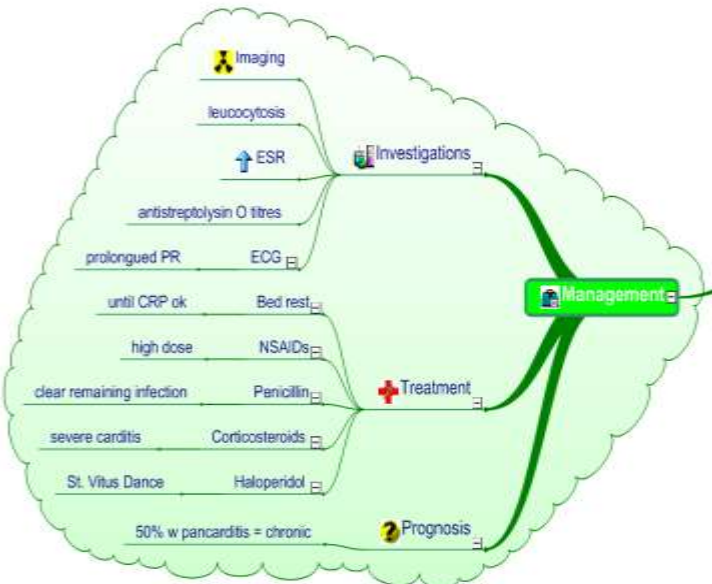 Imaging
leucocytosis
ESR
Investigations
antistreptolysin O titres
prolongued PR
ECG
Management
until CRP ok
Bed rest
high dose
NSAIDs
clear remaining infection
Penicillin
Treatment
severe carditis
Corticosteroids
St. Vitus Dance
Haloperidol
50% w pancarditis = chronic
Prognosis